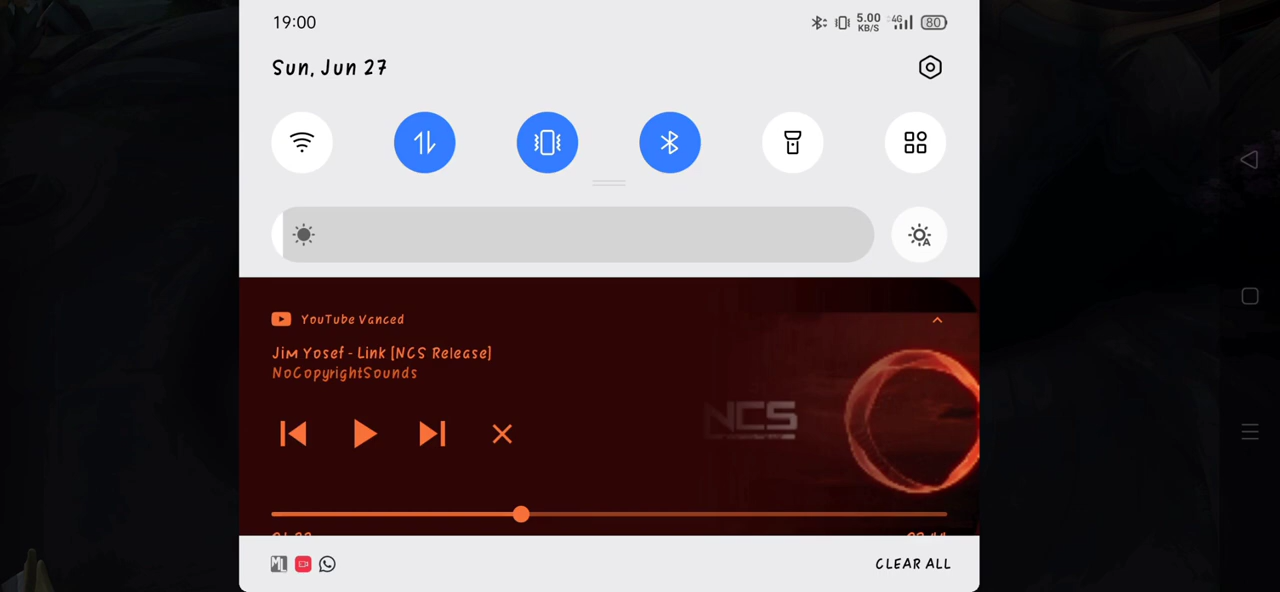 19:00
5.00 KB/S 4G 80
Sun, Jun 27
A
YouTube Vanced
Jim Yosef - Link [NCS Release]
NoCopyrightSounds
NCS
ML
CLEAR ALL